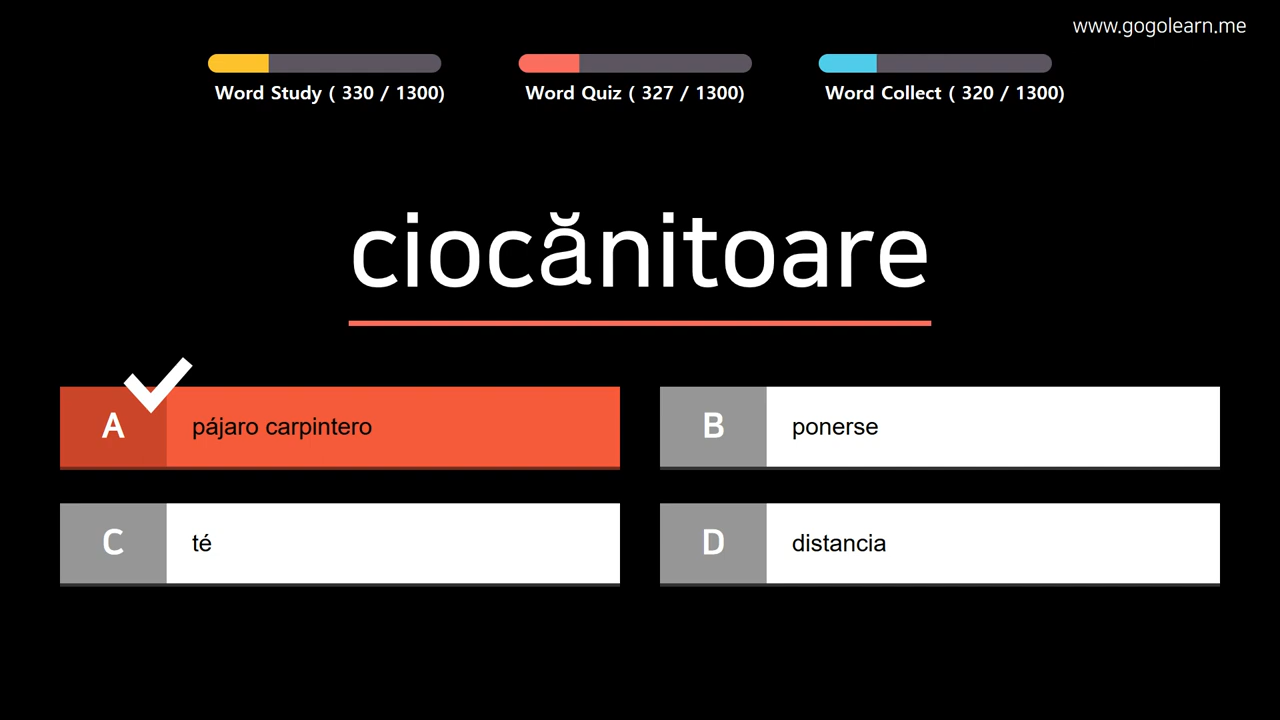 www.gogolearn.me
Word Study ( 330 / 1300)
Word Quiz ( 327 / 1300)
Word Collect ( 320 / 1300)
ciocănitoare
A pájaro carpintero
B ponerse
C té
D distancia